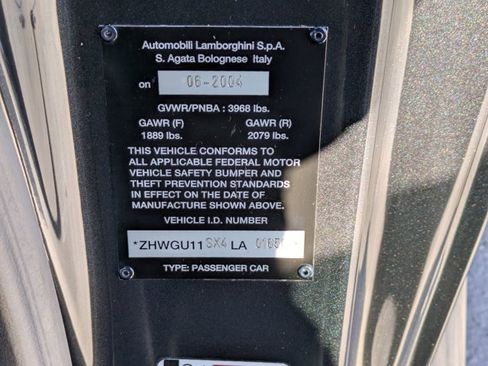 Automobili Lamborghini S.p.A.
S. Agata Bolognese Italy
on 06-2004
GVWR/PNBA : 3968 lbs.
GAWR (F) GAWR (R)
1889 lbs. 2079 lbs.
THIS VEHICLE CONFORMS TO
ALL APPLICABLE FEDERAL MOTOR
VEHICLE SAFETY BUMPER AND
THEFT PREVENTION STANDARDS
IN EFFECT ON THE DATE OF
MANUFACTURE SHOWN ABOVE.
VEHICLE I.D. NUMBER
*ZHWGU11 SX4 LA
TYPE: PASSENGER CAR